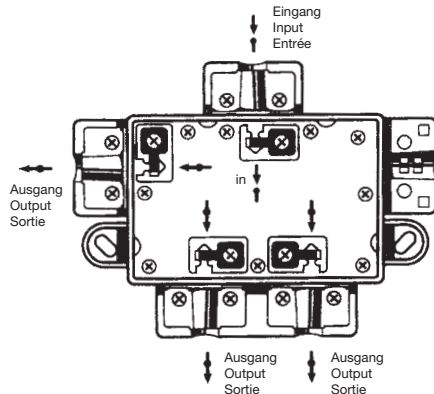 Eingang
Input
Entrée
in
Ausgang
Output
Sortie
Ausgang
Output
Sortie
Ausgang
Output
Sortie